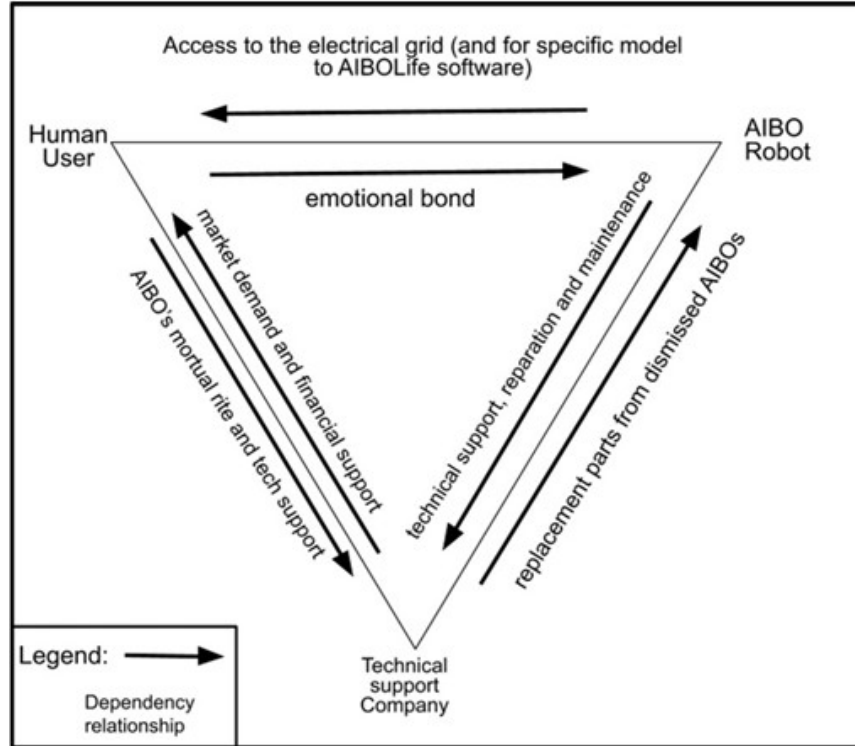 Access to the electrical grid (and for specific model
to AIBOLife software)
Human
User
AIBO
Robot
emotional bond
market demand and financial support
AIBO's mortual rite and tech support
technical support, reparation and maintenance
replacement parts from dismissed AIBOs
Technical
support
Company
Legend:
Dependency
relationship